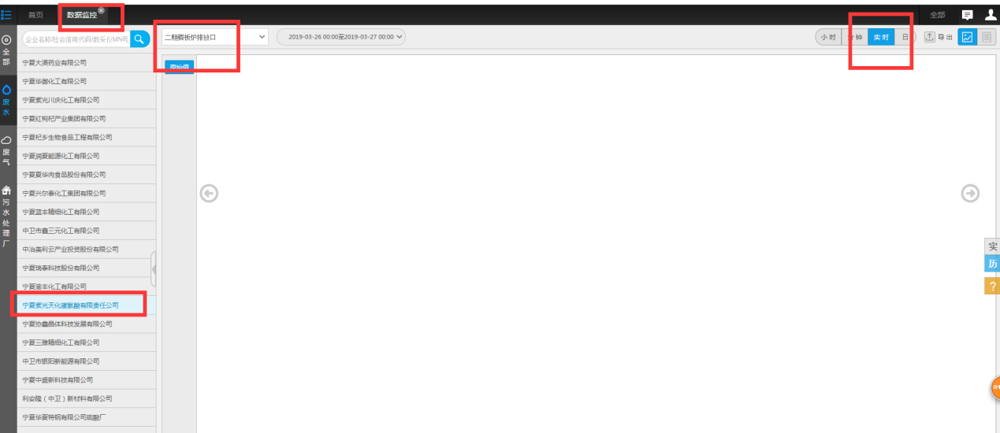 首页
数据监控
全部
企业名称/社会信用代码/数采仪MN号
二期碳板炉排放口
2019-03-26 00:00至2019-03-27 00:00
小时
分钟
实时
日
导出
全部
废水
废气
污水处理厂
原始值
宁夏大漠药业有限公司
宁夏华御化工有限公司
宁夏紫光川庆化工有限公司
宁夏红枸杞产业集团有限公司
宁夏杞乡生物食品工程有限公司
宁夏润夏能源化工有限公司
宁夏夏华肉食品股份有限公司
宁夏兴尔泰化工集团有限公司
宁夏蓝丰精细化工有限公司
中卫市鑫三元化工有限公司
中冶美利云产业投资股份有限公司
宁夏瑞泰科技股份有限公司
宁夏渝丰化工有限公司
宁夏紫光天化蛋氨酸有限责任公司
宁夏协鑫晶体科技发展有限公司
宁夏三雅精细化工有限公司
中卫市银阳新能源有限公司
宁夏中盛新科技有限公司
利安隆（中卫）新材料有限公司
宁夏华夏特钢有限公司硫酸厂
实
历
?